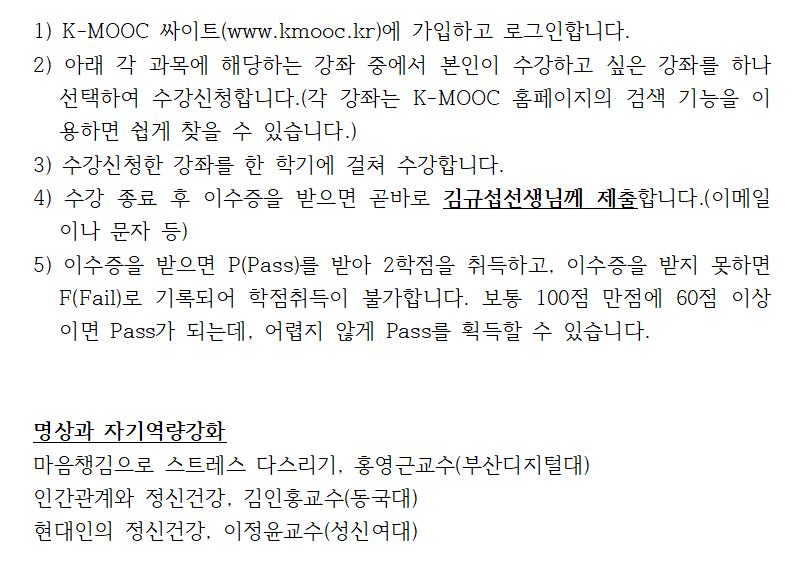 1) K-MOOC 싸이트(www.kmooc.kr)에 가입하고 로그인합니다.
2) 아래 각 과목에 해당하는 강좌 중에서 본인이 수강하고 싶은 강좌를 하나
선택하여 수강신청합니다.(각 강좌는 K-MOOC 홈페이지의 검색 기능을 이
용하면 쉽게 찾을 수 있습니다.)
3) 수강신청한 강좌를 한 학기에 걸쳐 수강합니다.
4) 수강 종료 후 이수증을 받으면 곧바로 김규섭선생님께 제출합니다.(이메일
이나 문자 등)
5) 이수증을 받으면 P(Pass)를 받아 2학점을 취득하고, 이수증을 받지 못하면
F(Fail)로 기록되어 학점취득이 불가합니다. 보통 100점 만점에 60점 이상
이면 Pass가 되는데, 어렵지 않게 Pass를 획득할 수 있습니다.
명상과 자기역량강화
마음챙김으로 스트레스 다스리기, 홍영근교수(부산디지털대)
인간관계와 정신건강, 김인홍교수(동국대)
현대인의 정신건강, 이정윤교수(성신여대)